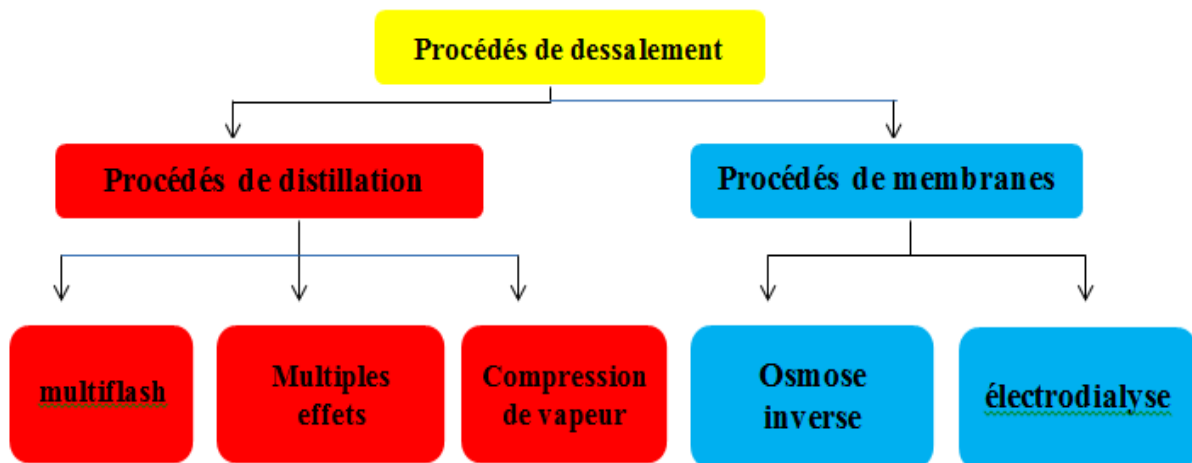 Procédés de dessalement
Procédés de distillation
Procédés de membranes
multiflash
Multiples
effets
Compression
de vapeur
Osmose
inverse
électrodialyse